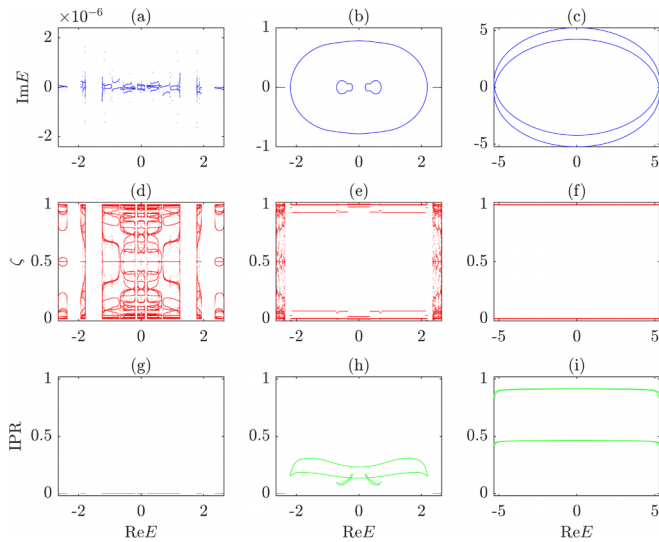 (a) (b) (c)
×10⁻⁶
2 1 5
ImE 0 0 0
-2 -1 -5
-2 0 2 -2 0 2 -5 0 5
(d) (e) (f)
1 1 1
ζ 0.5 0.5 0.5
0 0 0
-2 0 2 -2 0 2 -5 0 5
(g) (h) (i)
1 1 1
IPR 0.5 0.5 0.5
0 0 0
-2 0 2 -2 0 2 -5 0 5
ReE ReE ReE